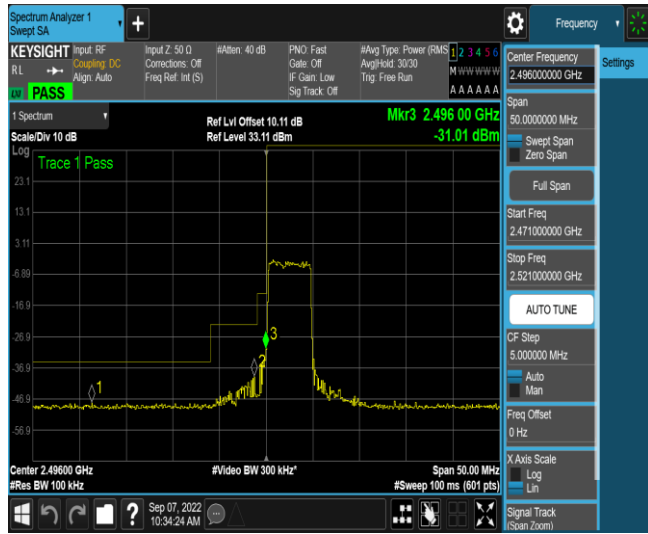 Spectrum Analyzer 1
Swept SA
Frequency
KEYSIGHT
Input: RF
Coupling: DC
Align: Auto
Input Z: 50 Ω
Corrections: Off
Freq Ref: Int (S)
#Atten: 40 dB
PNO: Fast
Gate: Off
IF Gain: Low
Sig Track: Off
#Avg Type: Power (RMS
Avg|Hold: 30/30
Trig: Free Run
1 2 3 4 5 6
M W W W W W
A A A A A A
R L
LVI PASS
Center Frequency
2.496000000 GHz
Settings
Span
50.0000000 MHz
Swept Span
Zero Span
Full Span
Start Freq
2.471000000 GHz
Stop Freq
2.521000000 GHz
AUTO TUNE
CF Step
5.000000 MHz
Auto
Man
Freq Offset
0 Hz
X Axis Scale
Log
Lin
Signal Track
(Span Zoom)
1 Spectrum
Scale/Div 10 dB
Ref Lvl Offset 10.11 dB
Ref Level 33.11 dBm
Mkr3 2.496 00 GHz
-31.01 dBm
Log
Trace 1 Pass
23.1
13.1
3.11
-6.89
-16.9
-26.9
-36.9
-46.9
-56.9
1
2
3
Center 2.49600 GHz
#Video BW 300 kHz*
Span 50.00 MHz
#Res BW 100 kHz
#Sweep 100 ms (601 pts)
?
Sep 07, 2022
10:34:24 AM